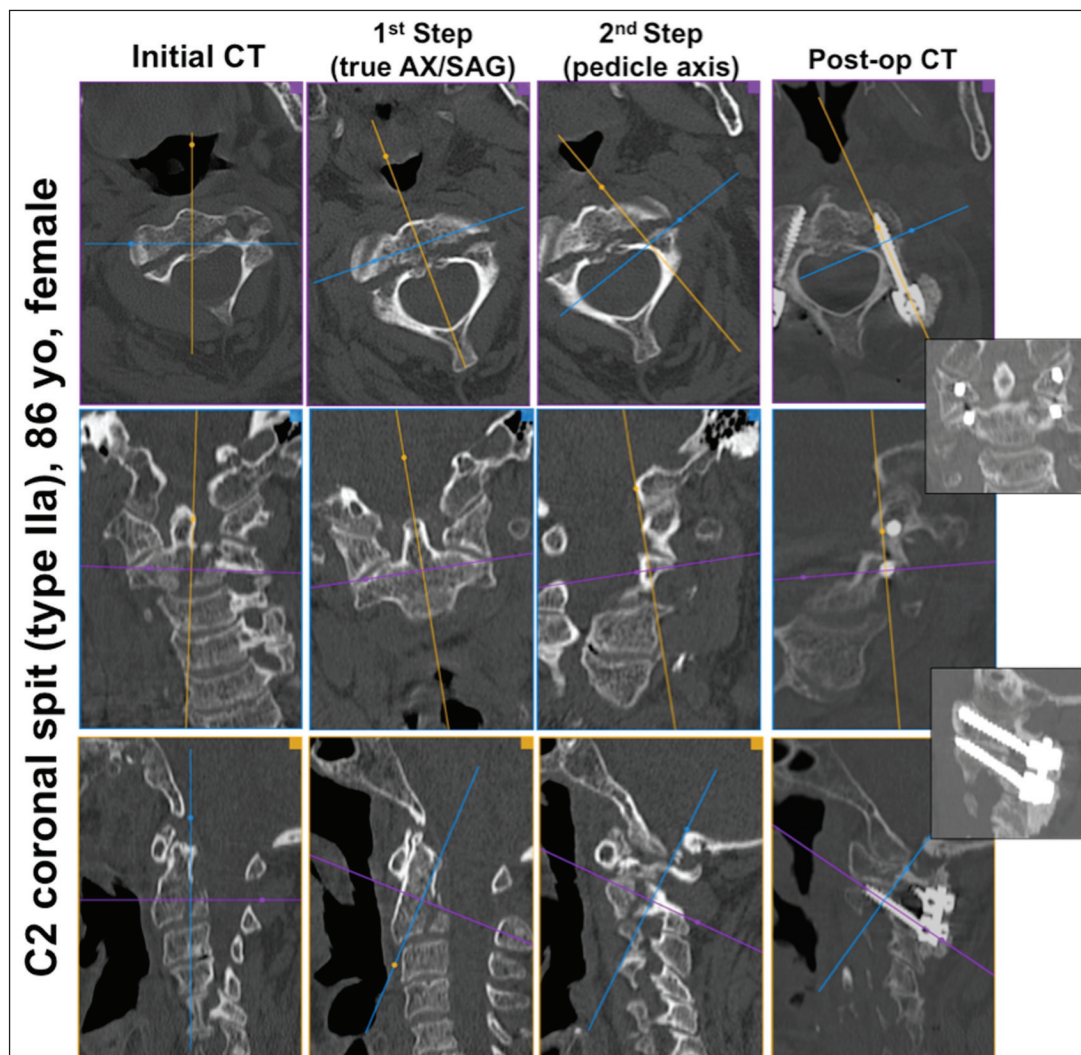 Initial CT
1st Step
(true AX/SAG)
2nd Step
(pedicle axis)
Post-op CT
C2 coronal spit (type IIa), 86 yo, female